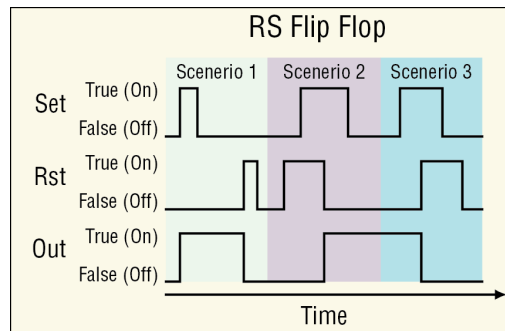 RS Flip Flop
Scenerio 1 Scenerio 2 Scenerio 3
Set True (On)
False (Off)
Rst True (On)
False (Off)
Out True (On)
False (Off)
Time